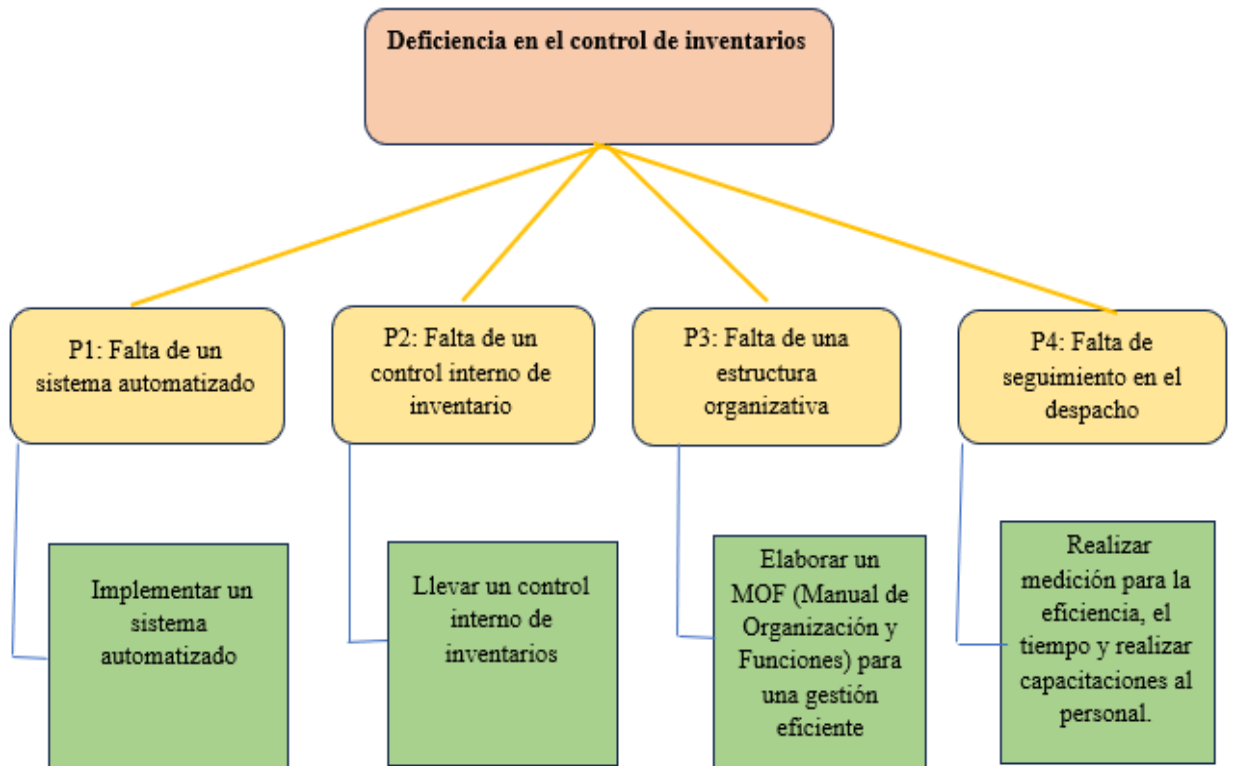 Deficiencia en el control de inventarios
P1: Falta de un
sistema automatizado
P2: Falta de un
control interno de
inventario
P3: Falta de una
estructura
organizativa
P4: Falta de
seguimiento en el
despacho
Implementar un
sistema
automatizado
Llevar un control
interno de
inventarios
Elaborar un
MOF (Manual de
Organización y
Funciones) para
una gestión
eficiente
Realizar
medición para la
eficiencia, el
tiempo y realizar
capacitaciones al
personal.